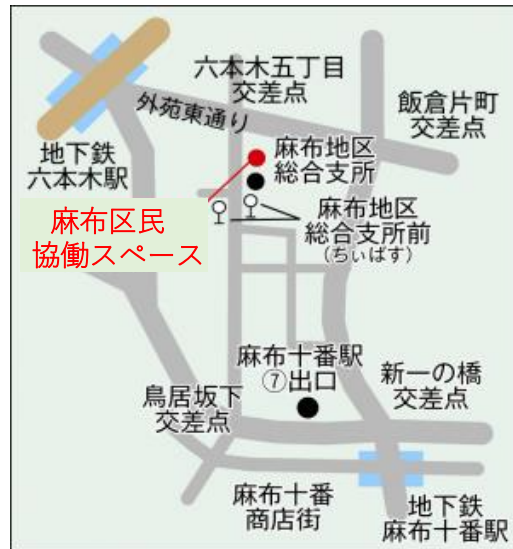 六本木五丁目
交差点
外苑東通り
飯倉片町
交差点
地下鉄
六本木駅
麻布地区
総合支所
麻布区民
協働スペース
麻布地区
総合支所前
(ちぃばす)
麻布十番駅
⑦出口
鳥居坂下
交差点
新一の橋
交差点
麻布十番
商店街
地下鉄
麻布十番駅